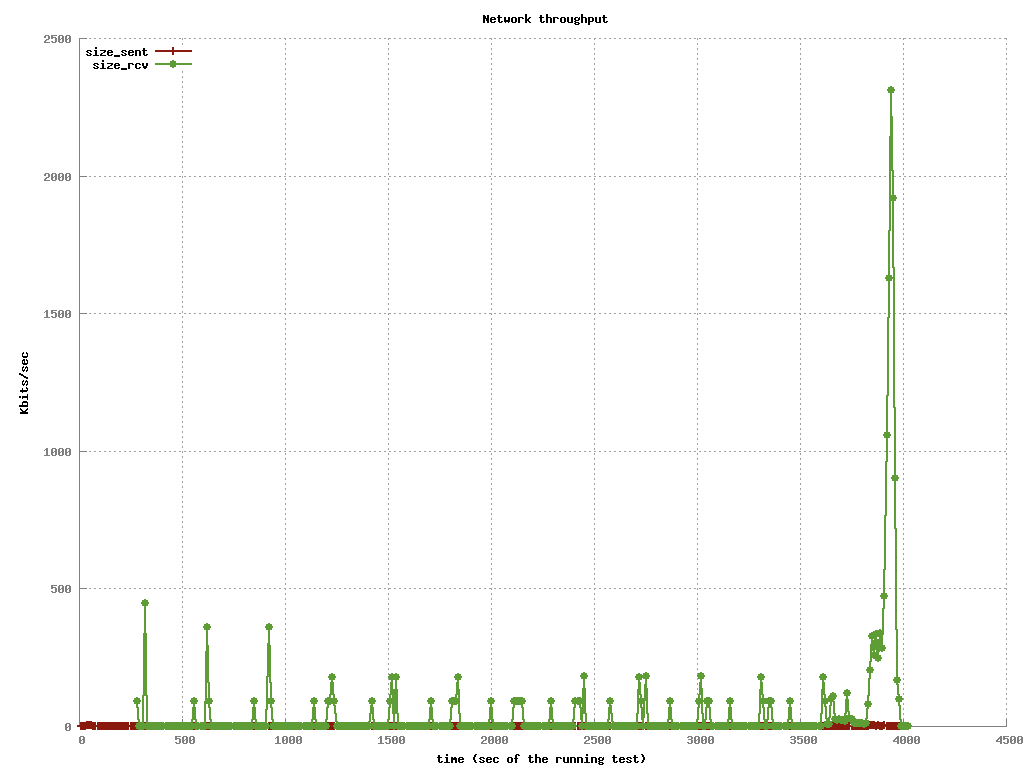 Network throughput
size_sent
size_rcv
2500
2000
1500
1000
500
0
Kbits/sec
0 500 1000 1500 2000 2500 3000 3500 4000 4500
time (sec of the running test)